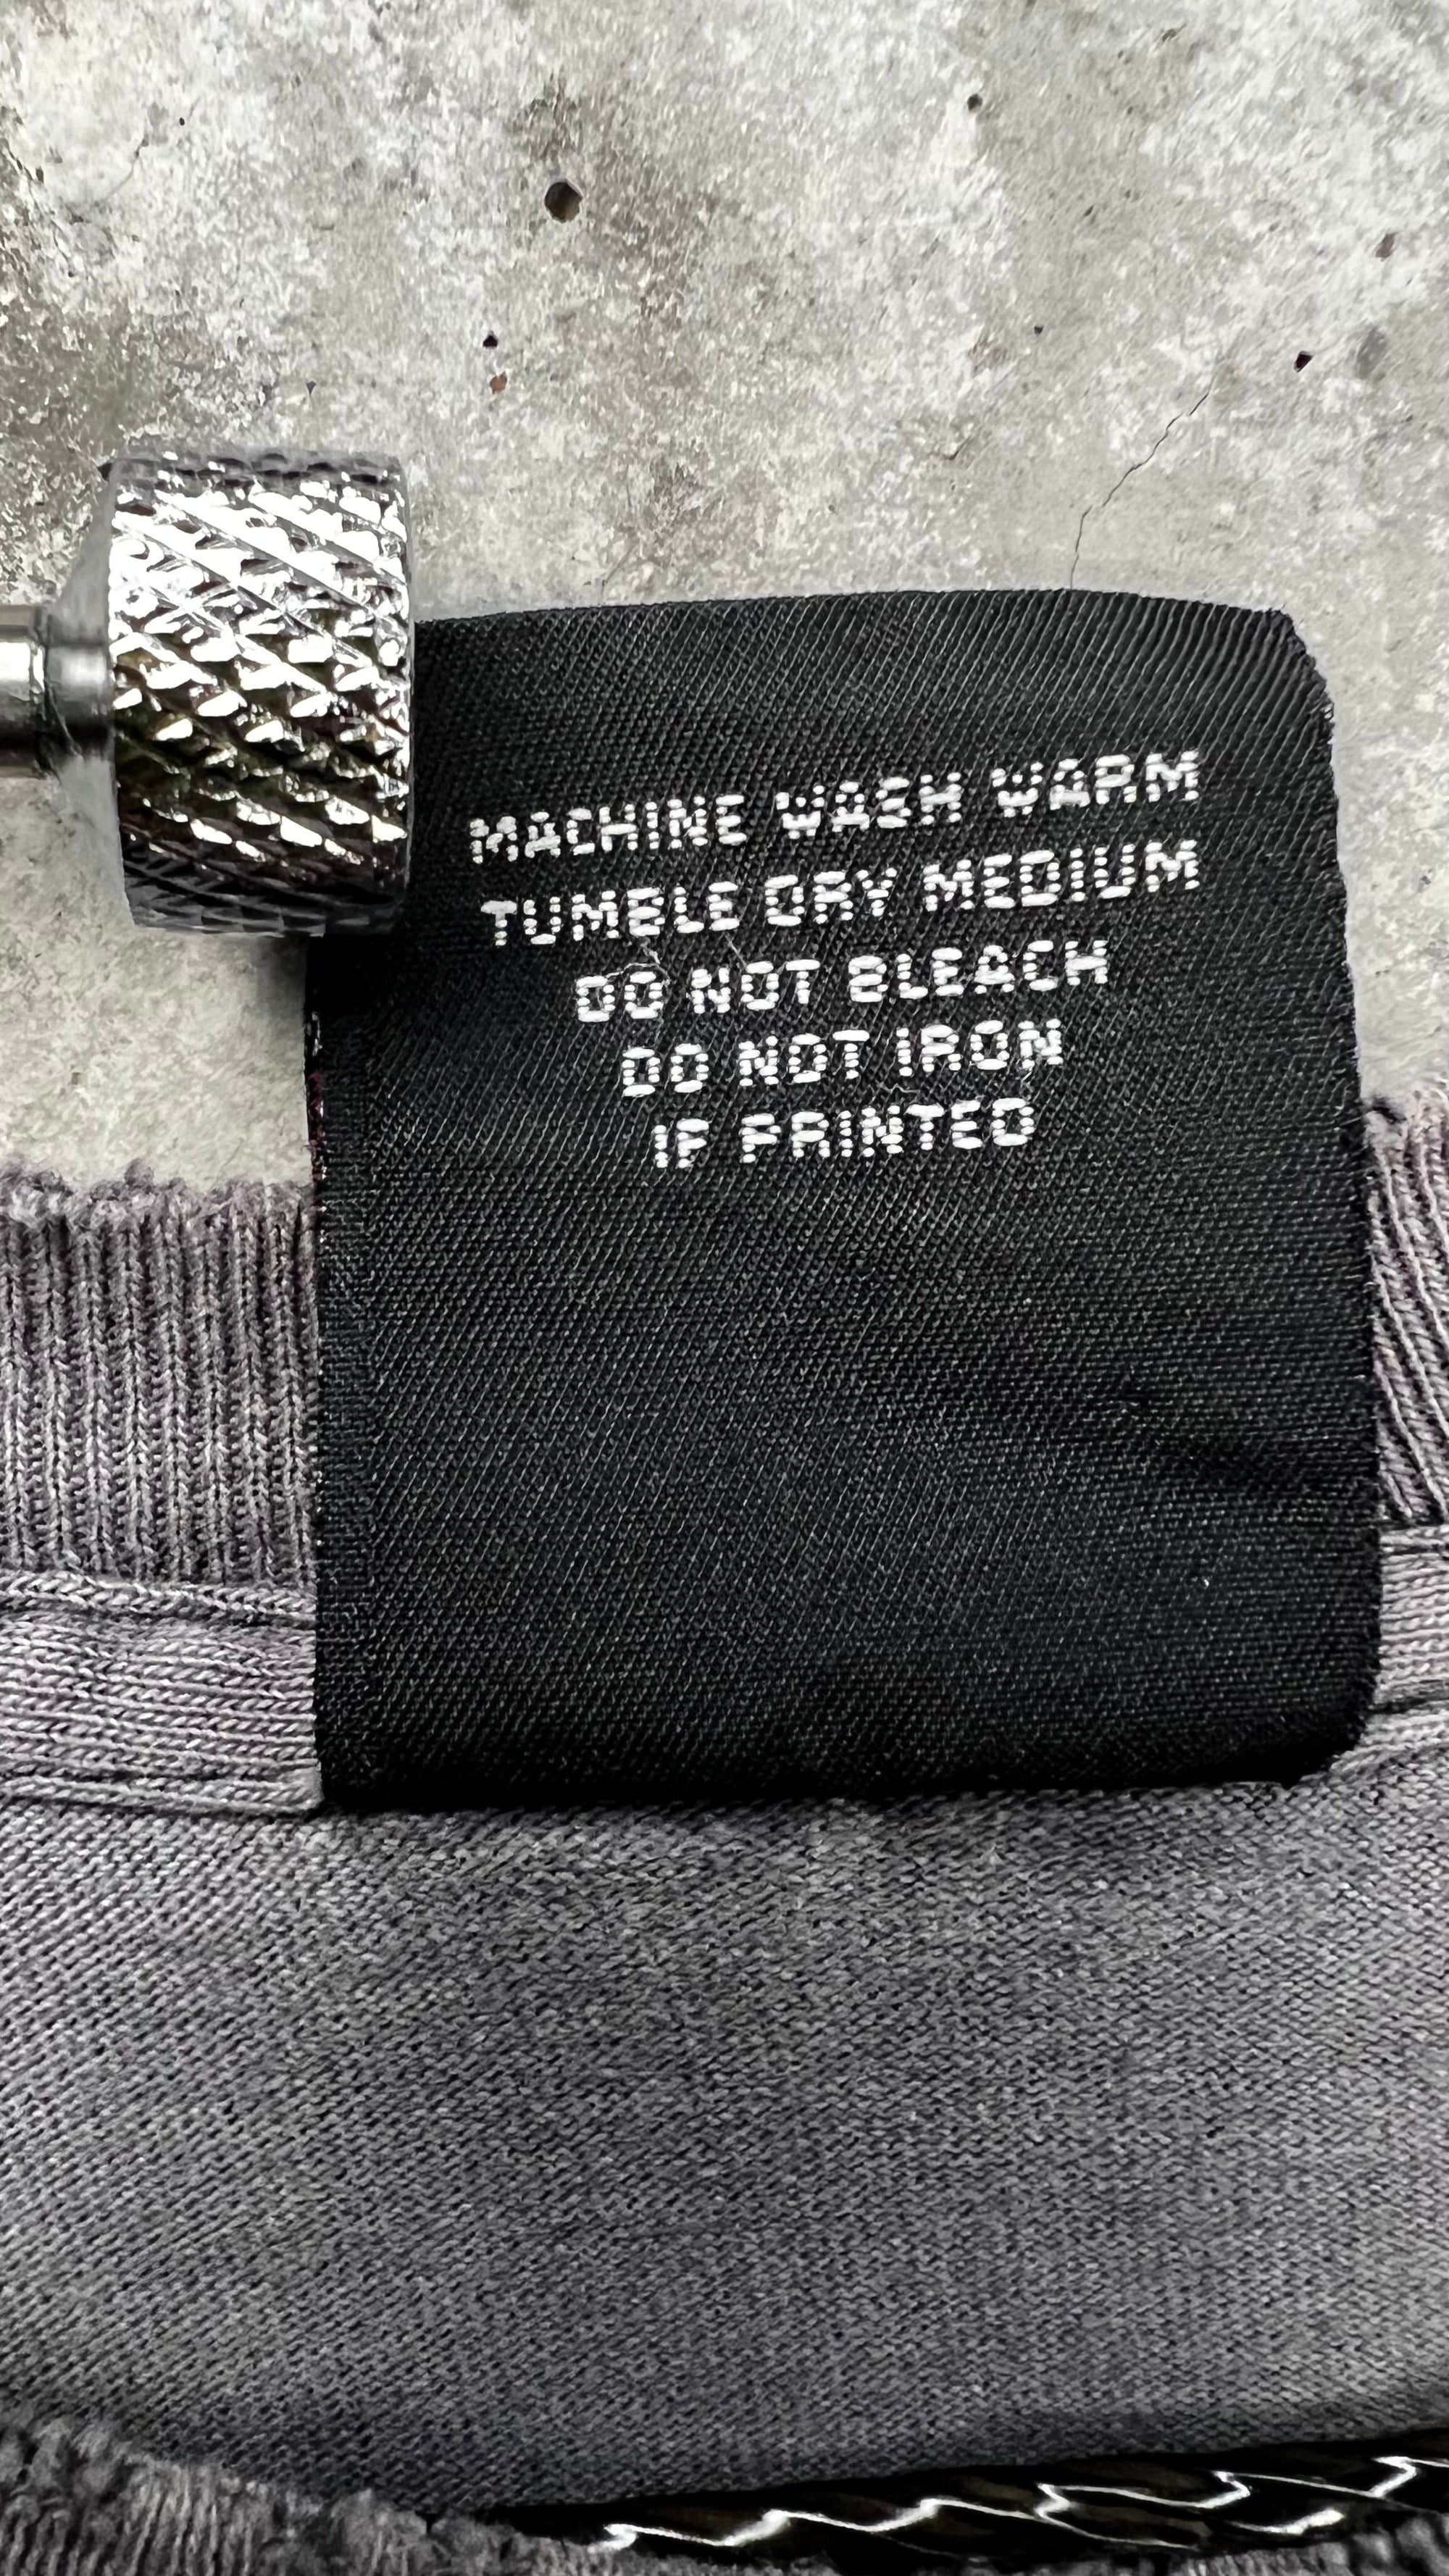 MACHINE WASH WARM
TUMBLE DRY MEDIUM
DO NOT BLEACH
DO NOT IRON
IF PRINTED